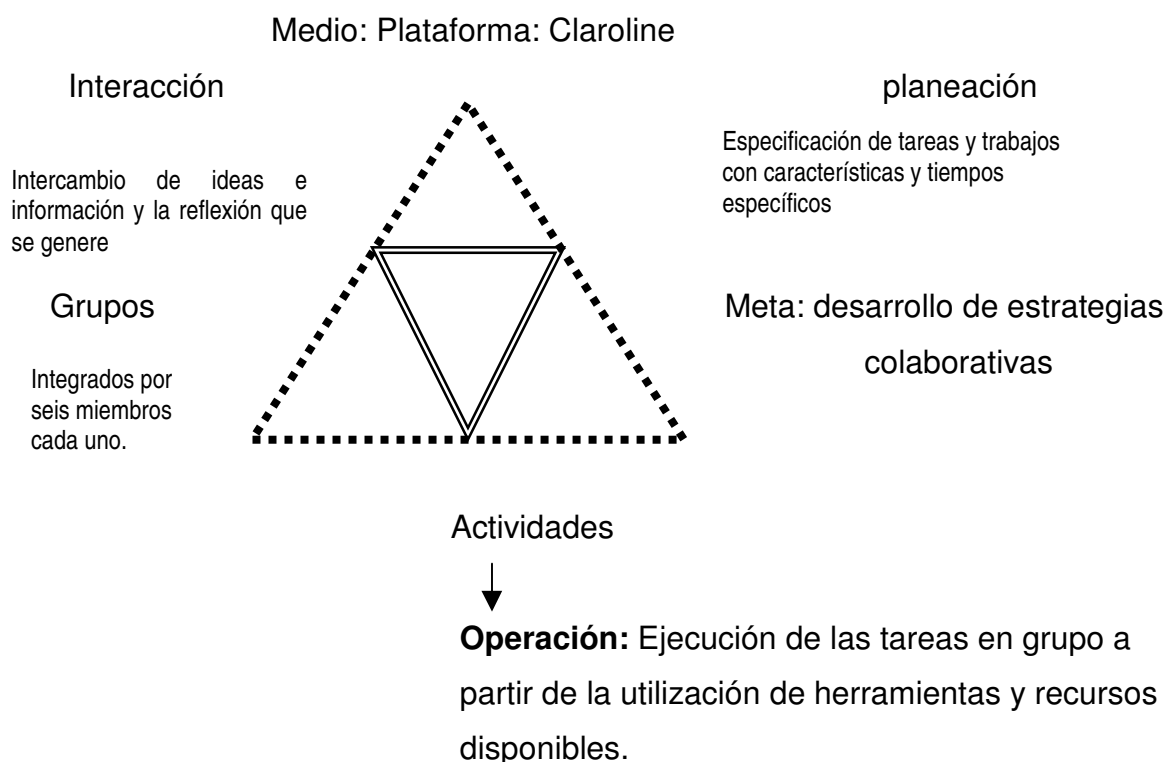 Medio: Plataforma: Claroline
Interacción
planeación
Intercambio de ideas e
información y la reflexión que
se genere
Especificación de tareas y trabajos
con características y tiempos
específicos
Grupos
Meta: desarrollo de estrategias
colaborativas
Integrados por
seis miembros
cada uno.
Actividades
Operación: Ejecución de las tareas en grupo a
partir de la utilización de herramientas y recursos
disponibles.